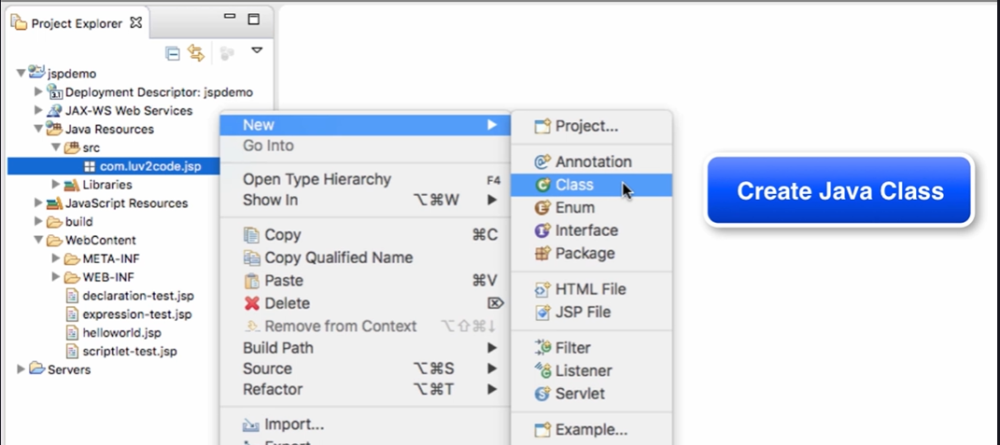 Project Explorer
jspdemo
Deployment Descriptor: jspdemo
JAX-WS Web Services
Java Resources
src
com.luv2code.jsp
Libraries
JavaScript Resources
build
WebContent
META-INF
WEB-INF
declaration-test.jsp
expression-test.jsp
helloworld.jsp
scriptlet-test.jsp
Servers
New
Go Into
Open Type Hierarchy F4
Show In ⌥⌘W
Copy ⌘C
Copy Qualified Name
Paste ⌘V
Delete ⌦
Remove from Context ⌥⇧⌘↓
Build Path
Source ⌥⌘S
Refactor ⌥⌘T
Import...
Project...
Annotation
Class
Enum
Interface
Package
HTML File
JSP File
Filter
Listener
Servlet
Example...
Create Java Class